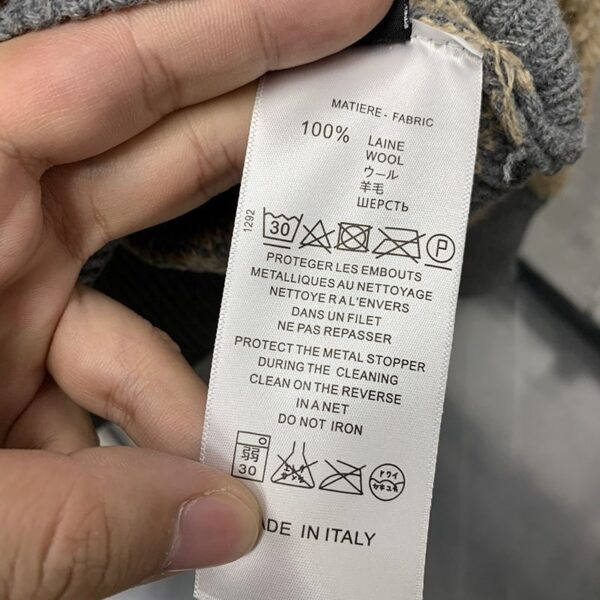 MATIERE - FABRIC
100% LAINE
WOOL
ウール
羊毛
ШЕРСТЬ
1292
30 P
PROTEGER LES EMBOUTS
METALLIQUES AU NETTOYAGE
NETTOYER A L'ENVERS
DANS UN FILET
NE PAS REPASSER
PROTECT THE METAL STOPPER
DURING THE CLEANING
CLEAN ON THE REVERSE
IN A NET
DO NOT IRON
弱
30
ADE IN ITALY